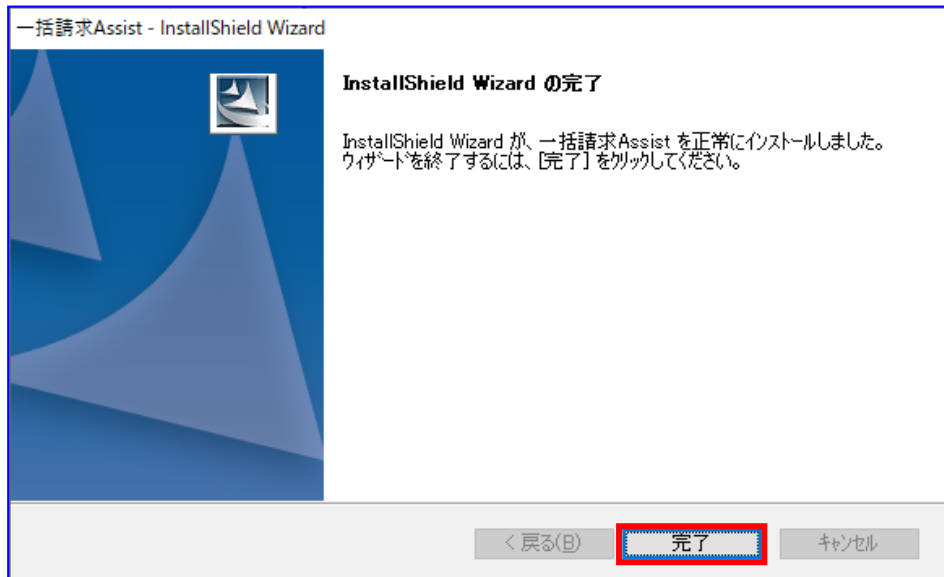 一括請求Assist - InstallShield Wizard
InstallShield Wizard の完了
InstallShield Wizard が、一括請求Assist を正常にインストールしました。
ウィザードを終了するには、[完了] をクリックしてください。
< 戻る(B)
完了
キャンセル